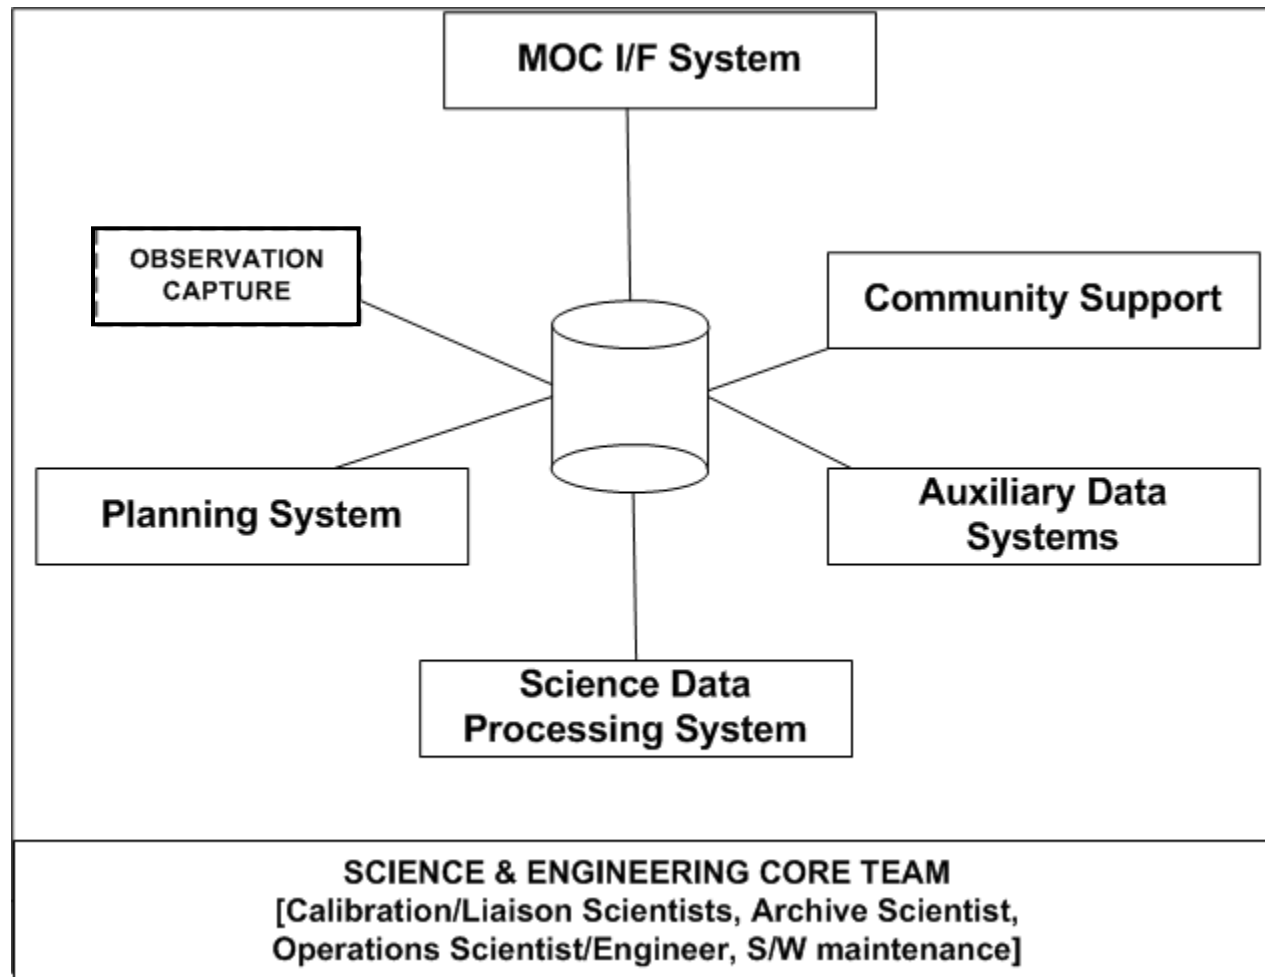 MOC I/F System
OBSERVATION
CAPTURE
Community Support
Planning System
Auxiliary Data
Systems
Science Data
Processing System
SCIENCE & ENGINEERING CORE TEAM
[Calibration/Liaison Scientists, Archive Scientist,
Operations Scientist/Engineer, S/W maintenance]